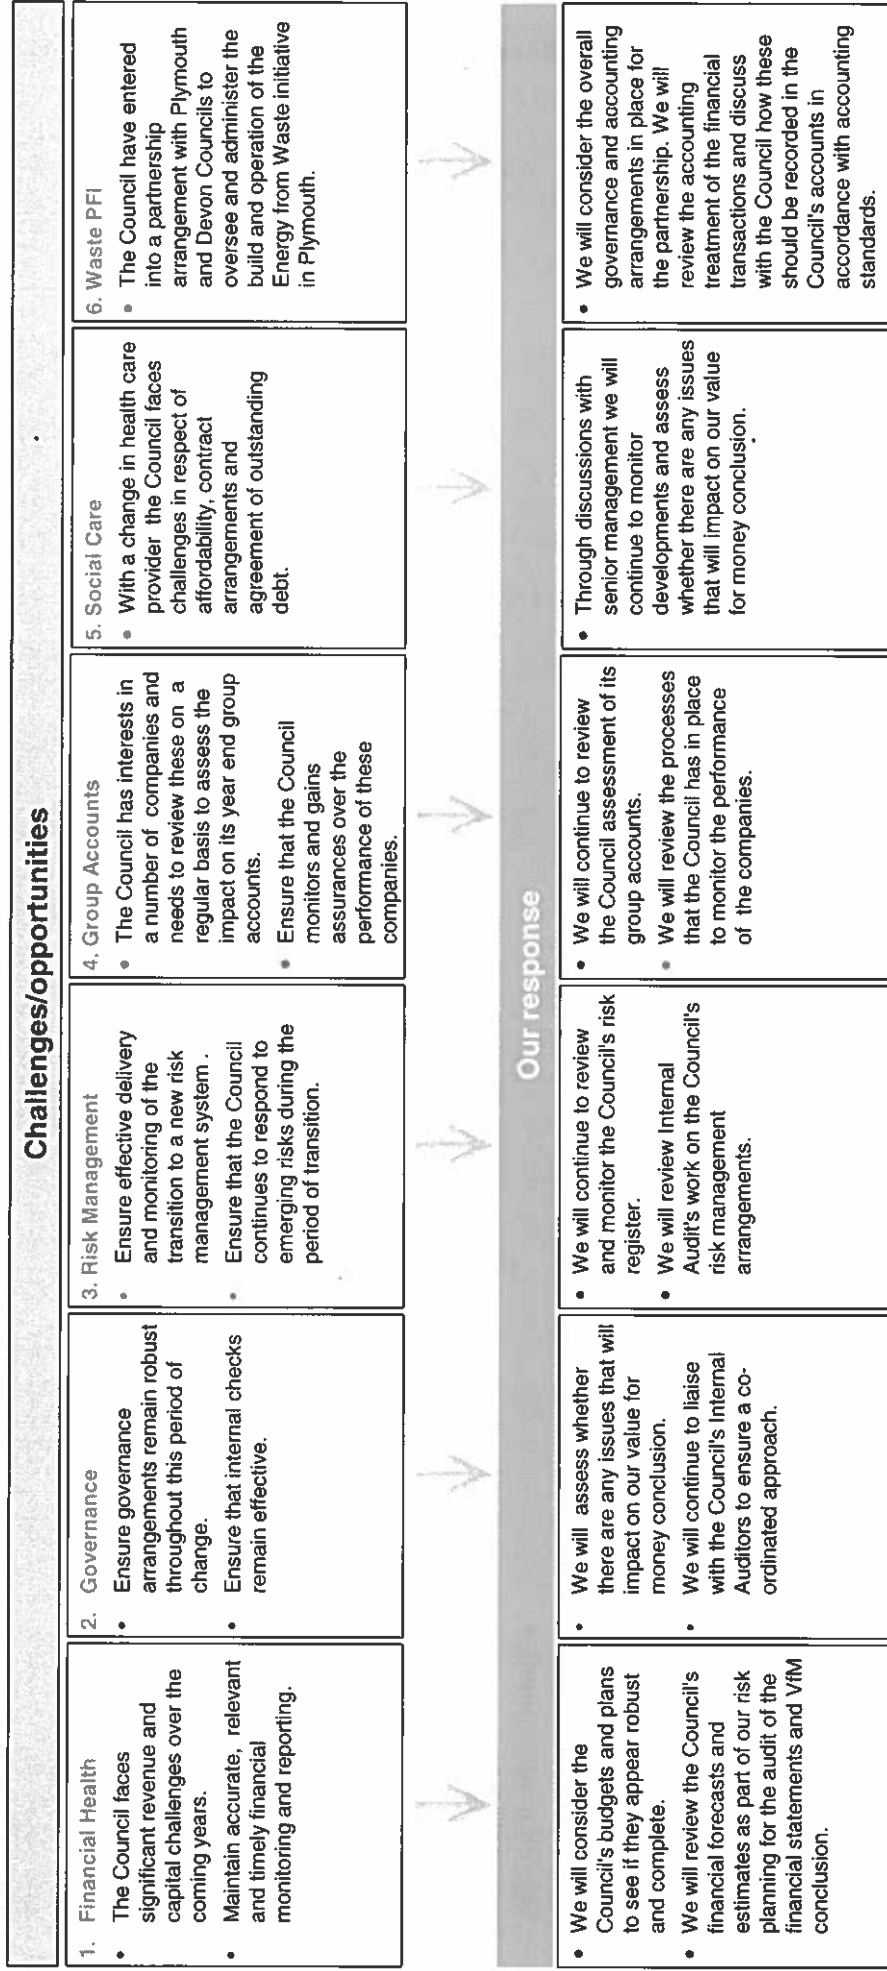 Challenges/opportunities
1. Financial Health
• The Council faces
significant revenue and
capital challenges over the
coming years.
• Maintain accurate, relevant
and timely financial
monitoring and reporting.
2. Governance
• Ensure governance
arrangements remain robust
throughout this period of
change.
• Ensure that internal checks
remain effective.
3. Risk Management
• Ensure effective delivery
and monitoring of the
transition to a new risk
management system .
• Ensure that the Council
continues to respond to
emerging risks during the
period of transition.
4. Group Accounts
• The Council has interests in
a number of companies and
needs to review these on a
regular basis to assess the
impact on its year end group
accounts.
• Ensure that the Council
monitors and gains
assurances over the
performance of these
companies.
5. Social Care
• With a change in health care
provider the Council faces
challenges in respect of
affordability, contract
arrangements and
agreement of outstanding
debt.
6. Waste PFI
• The Council have entered
into a partnership
arrangement with Plymouth
and Devon Councils to
oversee and administer the
build and operation of the
Energy from Waste initiative
in Plymouth.
Our response
• We will consider the
Council's budgets and plans
to see if they appear robust
and complete.
• We will review the Council's
financial forecasts and
estimates as part of our risk
planning for the audit of the
financial statements and VfM
conclusion.
• We will assess whether
there are any issues that will
impact on our value for
money conclusion.
• We will continue to liaise
with the Council's Internal
Auditors to ensure a co-
ordinated approach.
• We will continue to review
and monitor the Council's risk
register.
• We will review Internal
Audit's work on the Council's
risk management
arrangements.
• We will continue to review
the Council assessment of its
group accounts.
• We will review the processes
that the Council has in place
to monitor the performance
of the companies.
• Through discussions with
senior management we will
continue to monitor
developments and assess
whether there are any issues
that will impact on our value
for money conclusion.
• We will consider the overall
governance and accounting
arrangements in place for
the partnership. We will
review the accounting
treatment of the financial
transactions and discuss
with the Council how these
should be recorded in the
Council's accounts in
accordance with accounting
standards.